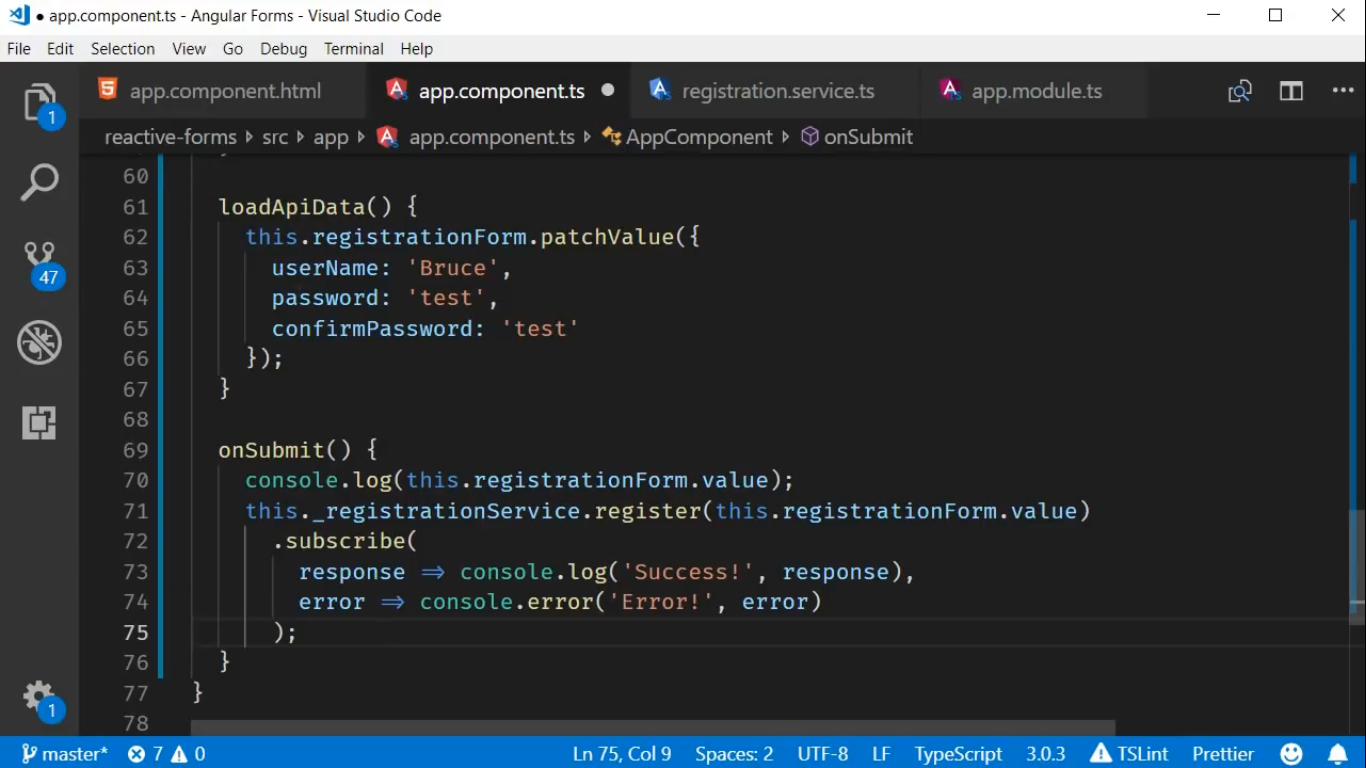 ● app.component.ts - Angular Forms - Visual Studio Code
File Edit Selection View Go Debug Terminal Help
app.component.html app.component.ts ● registration.service.ts app.module.ts ···
1
reactive-forms src app app.component.ts AppComponent onSubmit
60
61 loadApiData() {
62 this.registrationForm.patchValue({
63 userName: 'Bruce',
64 password: 'test',
65 confirmPassword: 'test'
66 });
67 }
68
69 onSubmit() {
70 console.log(this.registrationForm.value);
71 this._registrationService.register(this.registrationForm.value)
72 .subscribe(
73 response ⇒ console.log('Success!', response),
74 error ⇒ console.error('Error!', error)
75 );
76 }
77 }
78
47
1
master* 7 0 Ln 75, Col 9 Spaces: 2 UTF-8 LF TypeScript 3.0.3 TSLint Prettier